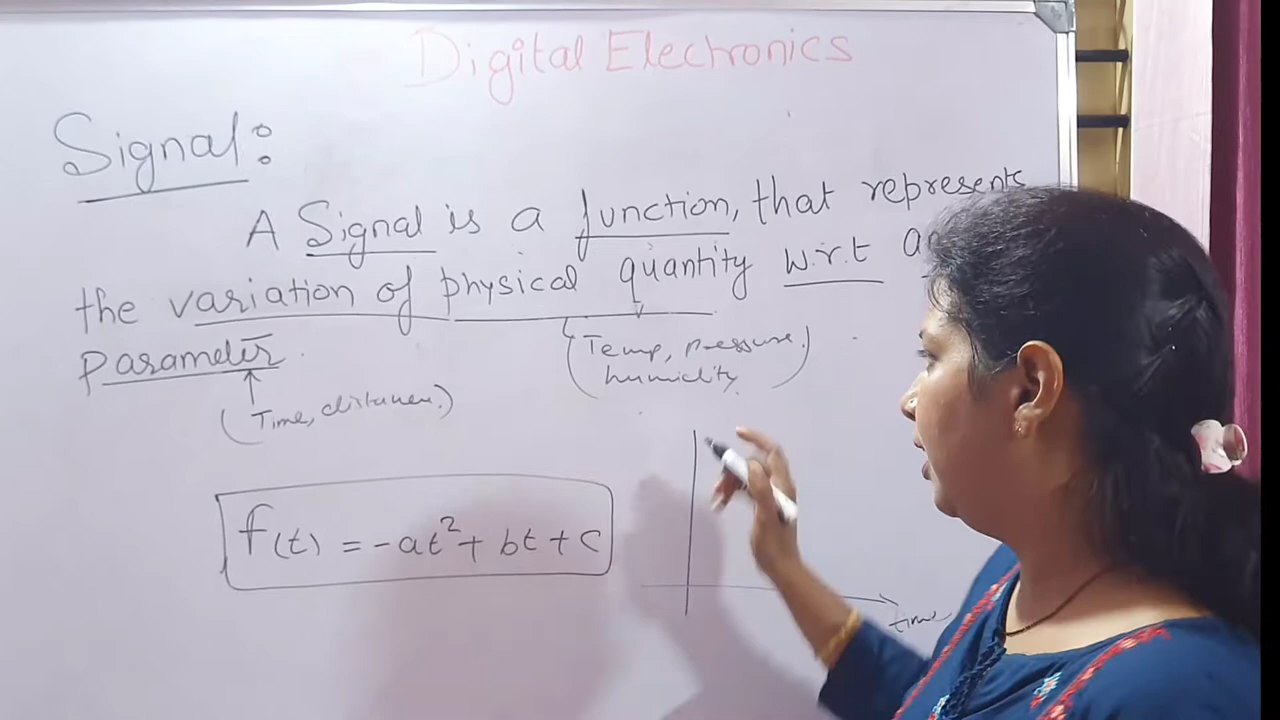 Digital Electronics
Signal:
A Signal is a function, that represents
the variation of physical quantity w.r.t
Parameter.
(Temp, pressure,
humidity)
(Time, distance.)
f(t) = -at² + bt + c
time